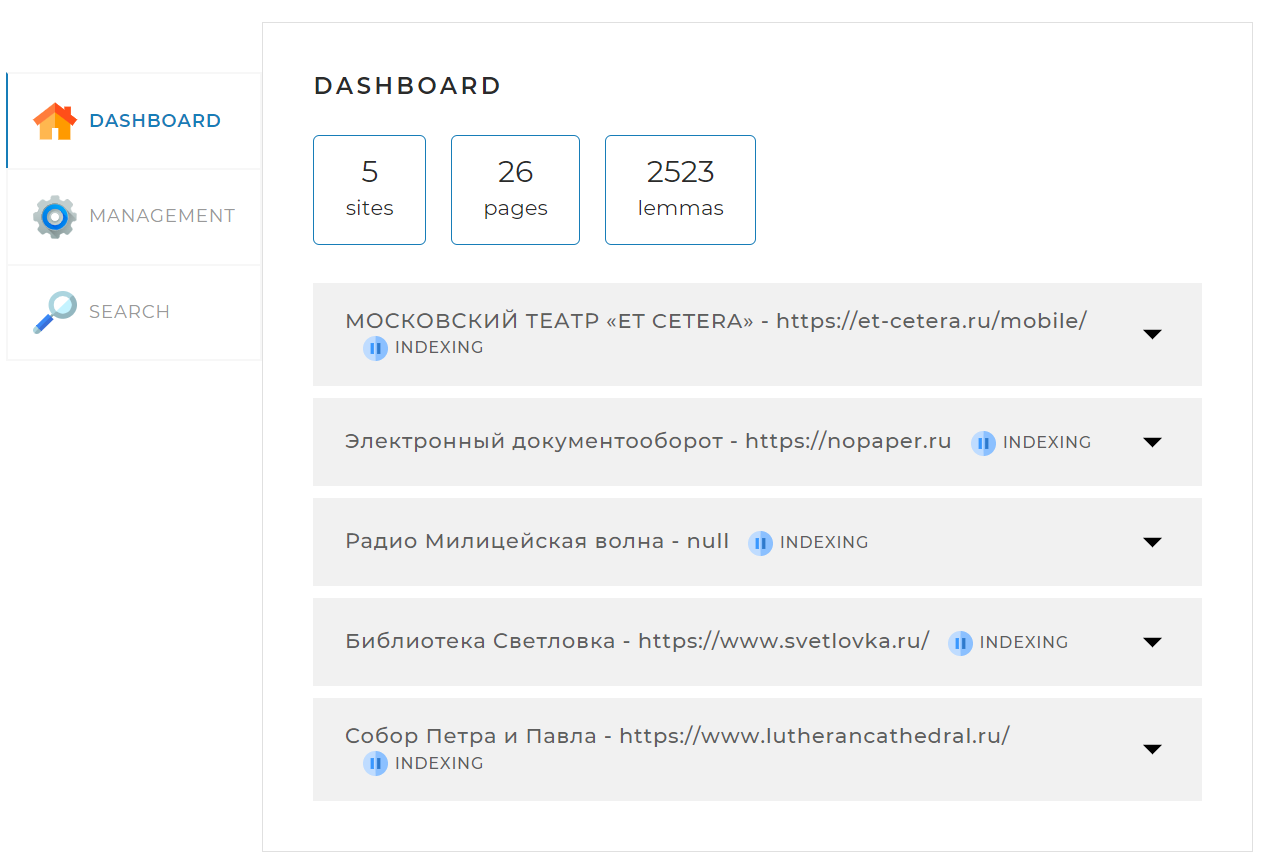 DASHBOARD
MANAGEMENT
SEARCH
DASHBOARD
5
sites
26
pages
2523
lemmas
МОСКОВСКИЙ ТЕАТР «ET CETERA» - https://et-cetera.ru/mobile/
INDEXING
Электронный документооборот - https://nopaper.ru INDEXING
Радио Милицейская волна - null INDEXING
Библиотека Светловка - https://www.svetlovka.ru/ INDEXING
Собор Петра и Павла - https://www.lutherancathedral.ru/
INDEXING